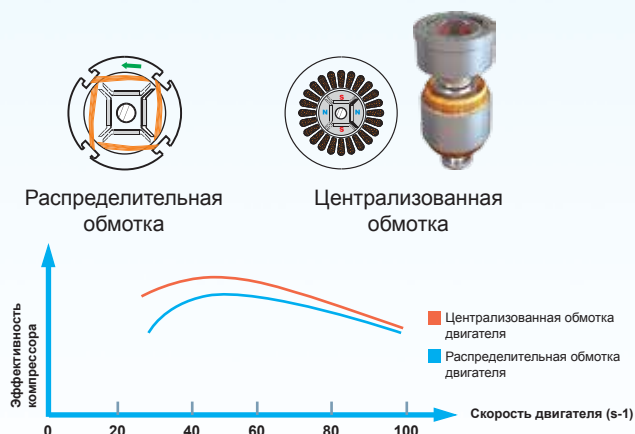 S
N
N
S
Распределительная
обмотка
Централизованная
обмотка
Эффективность
компрессора
Централизованная обмотка
двигателя
Распределительная обмотка
двигателя
0
20
40
60
80
100
Скорость двигателя (s-1)